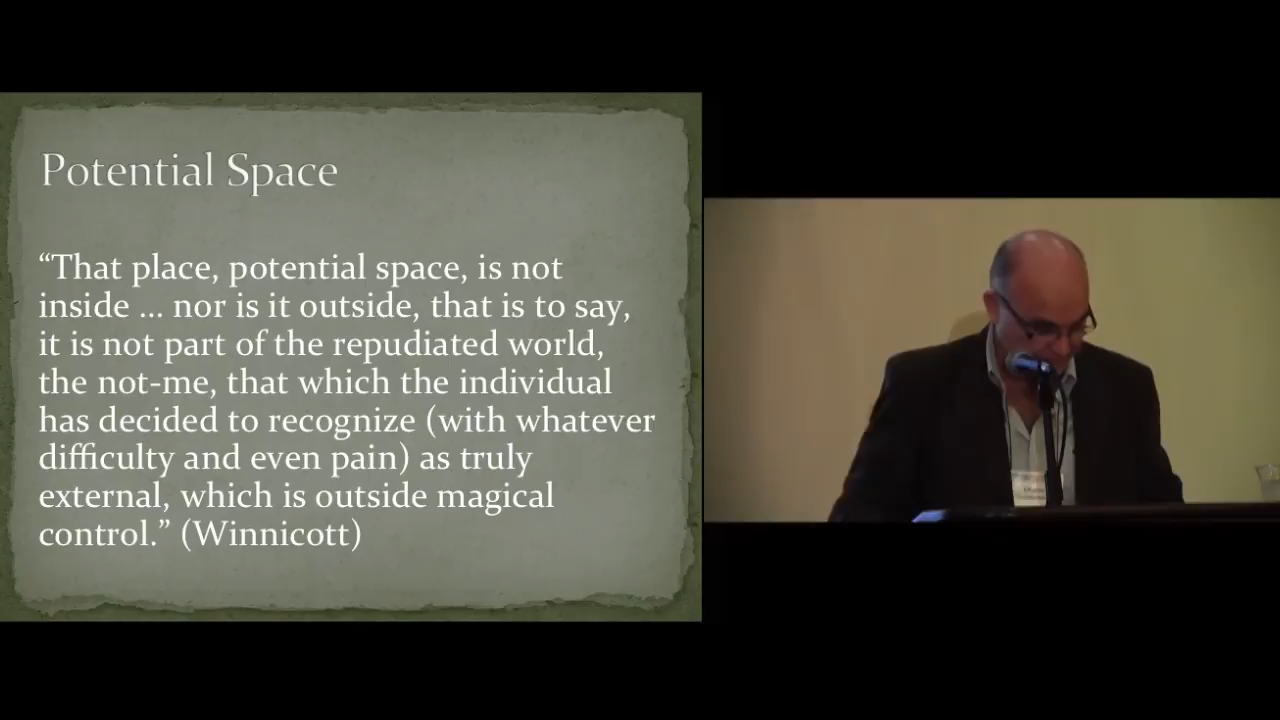 Potential Space
“That place, potential space, is not
inside ... nor is it outside, that is to say,
it is not part of the repudiated world,
the not-me, that which the individual
has decided to recognize (with whatever
difficulty and even pain) as truly
external, which is outside magical
control.” (Winnicott)